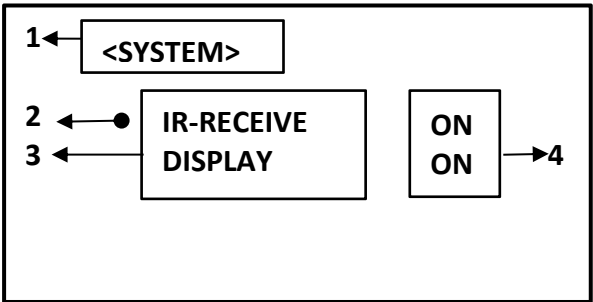 1 <SYSTEM>
2 IR-RECEIVE ON
3 DISPLAY ON 4